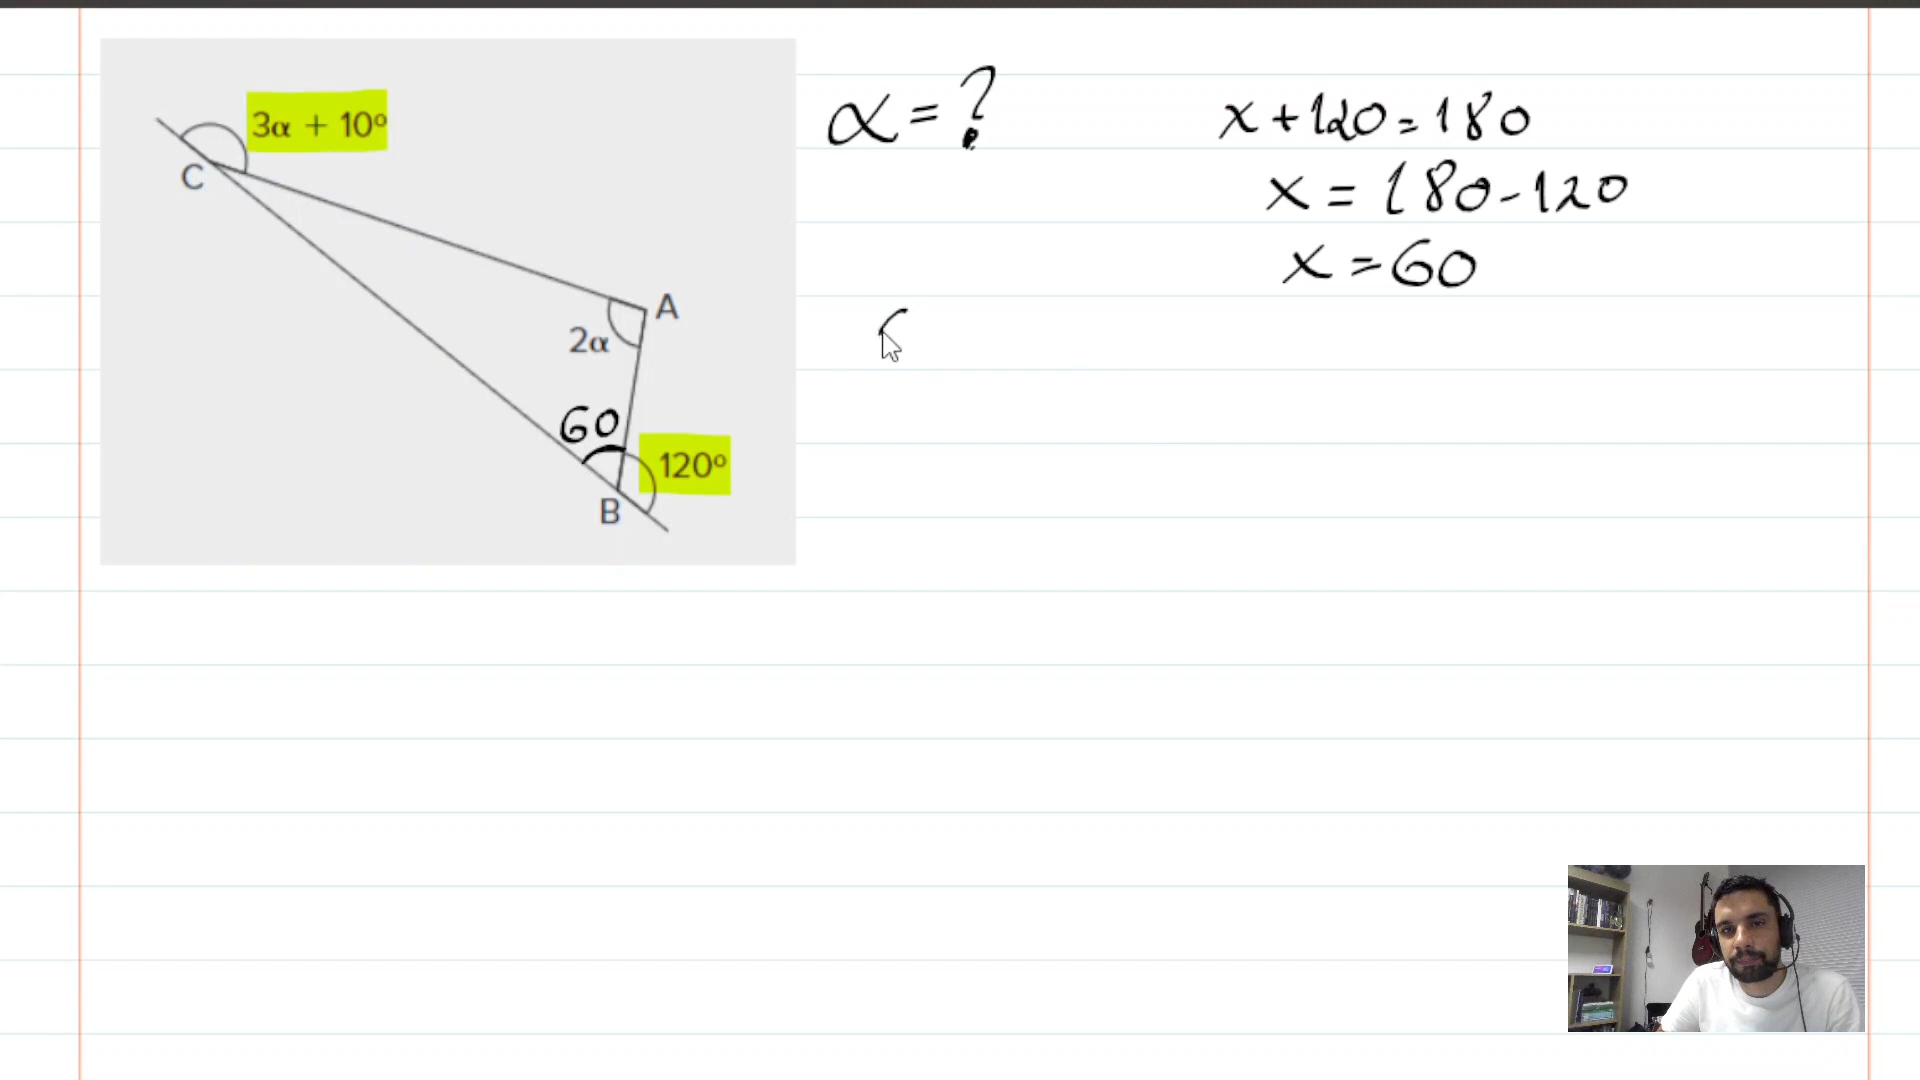 3α + 10º
C
A
2α
60
120º
B
α = ?
x + 120 = 180
x = 180 - 120
x = 60